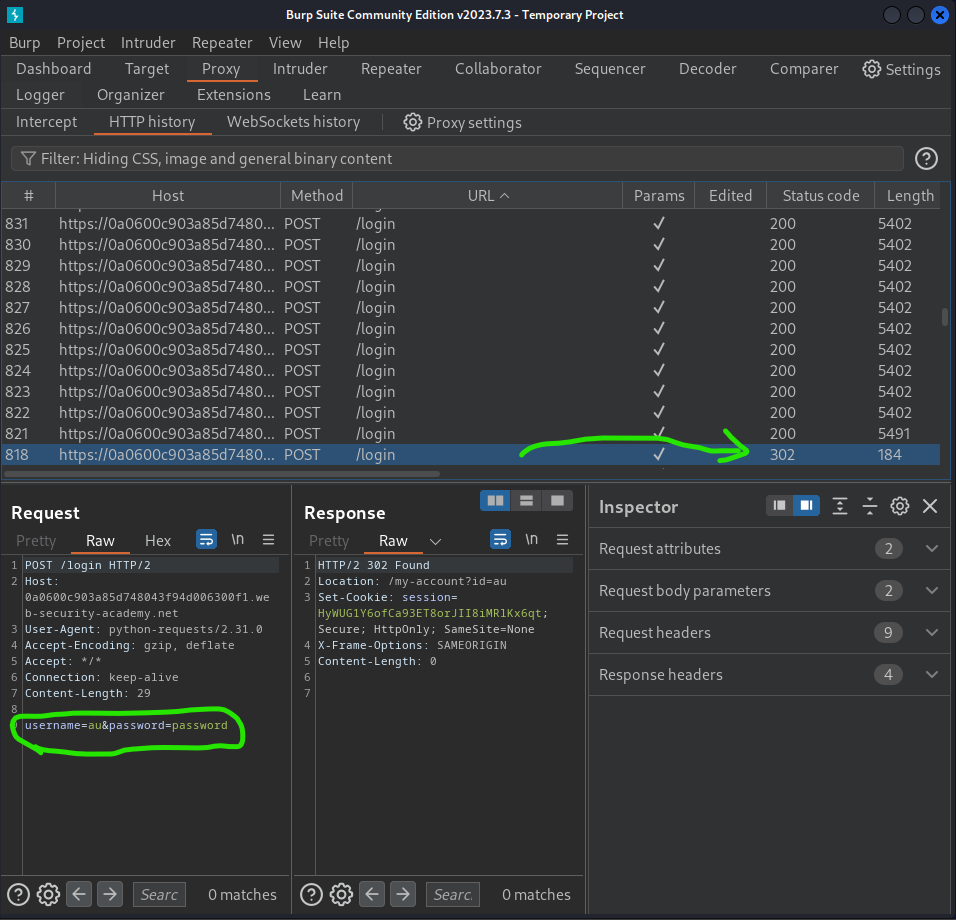 Burp Suite Community Edition v2023.7.3 - Temporary Project
Burp Project Intruder Repeater View Help
Dashboard Target Proxy Intruder Repeater Collaborator Sequencer Decoder Comparer Settings
Logger Organizer Extensions Learn
Intercept HTTP history WebSockets history Proxy settings
Filter: Hiding CSS, image and general binary content
# Host Method URL Params Edited Status code Length
831 https://0a0600c903a85d7480... POST /login ✓ 200 5402
830 https://0a0600c903a85d7480... POST /login ✓ 200 5402
829 https://0a0600c903a85d7480... POST /login ✓ 200 5402
828 https://0a0600c903a85d7480... POST /login ✓ 200 5402
827 https://0a0600c903a85d7480... POST /login ✓ 200 5402
826 https://0a0600c903a85d7480... POST /login ✓ 200 5402
825 https://0a0600c903a85d7480... POST /login ✓ 200 5402
824 https://0a0600c903a85d7480... POST /login ✓ 200 5402
823 https://0a0600c903a85d7480... POST /login ✓ 200 5402
822 https://0a0600c903a85d7480... POST /login ✓ 200 5402
821 https://0a0600c903a85d7480... POST /login ✓ 200 5491
818 https://0a0600c903a85d7480... POST /login ✓ 302 184
Request
Pretty Raw Hex \n
1 POST /login HTTP/2
2 Host:
0a0600c903a85d748043f94d006300f1.we
b-security-academy.net
3 User-Agent: python-requests/2.31.0
4 Accept-Encoding: gzip, deflate
5 Accept: */*
6 Connection: keep-alive
7 Content-Length: 29
8
username=au&password=password
Searc 0 matches
Response
Pretty Raw \n
1 HTTP/2 302 Found
2 Location: /my-account?id=au
3 Set-Cookie: session=
HyWUG1Y6ofCa93ET8orJII8iMRlKx6qt;
Secure; HttpOnly; SameSite=None
4 X-Frame-Options: SAMEORIGIN
5 Content-Length: 0
6
7
Searc 0 matches
Inspector
Request attributes 2
Request body parameters 2
Request headers 9
Response headers 4